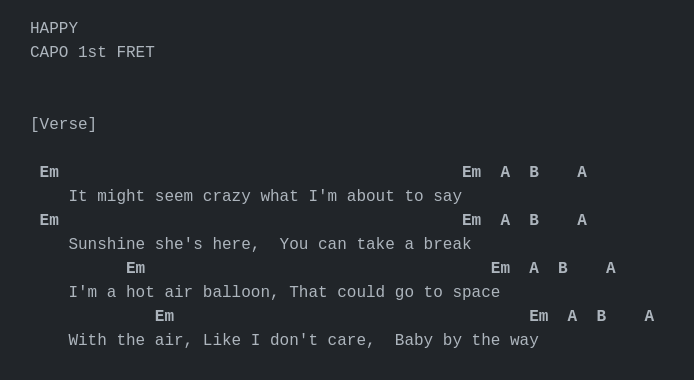 HAPPY
CAPO 1st FRET
[Verse]
Em Em A B A
It might seem crazy what I'm about to say
Em Em A B A
Sunshine she's here, You can take a break
Em Em A B A
I'm a hot air balloon, That could go to space
Em Em A B A
With the air, Like I don't care, Baby by the way